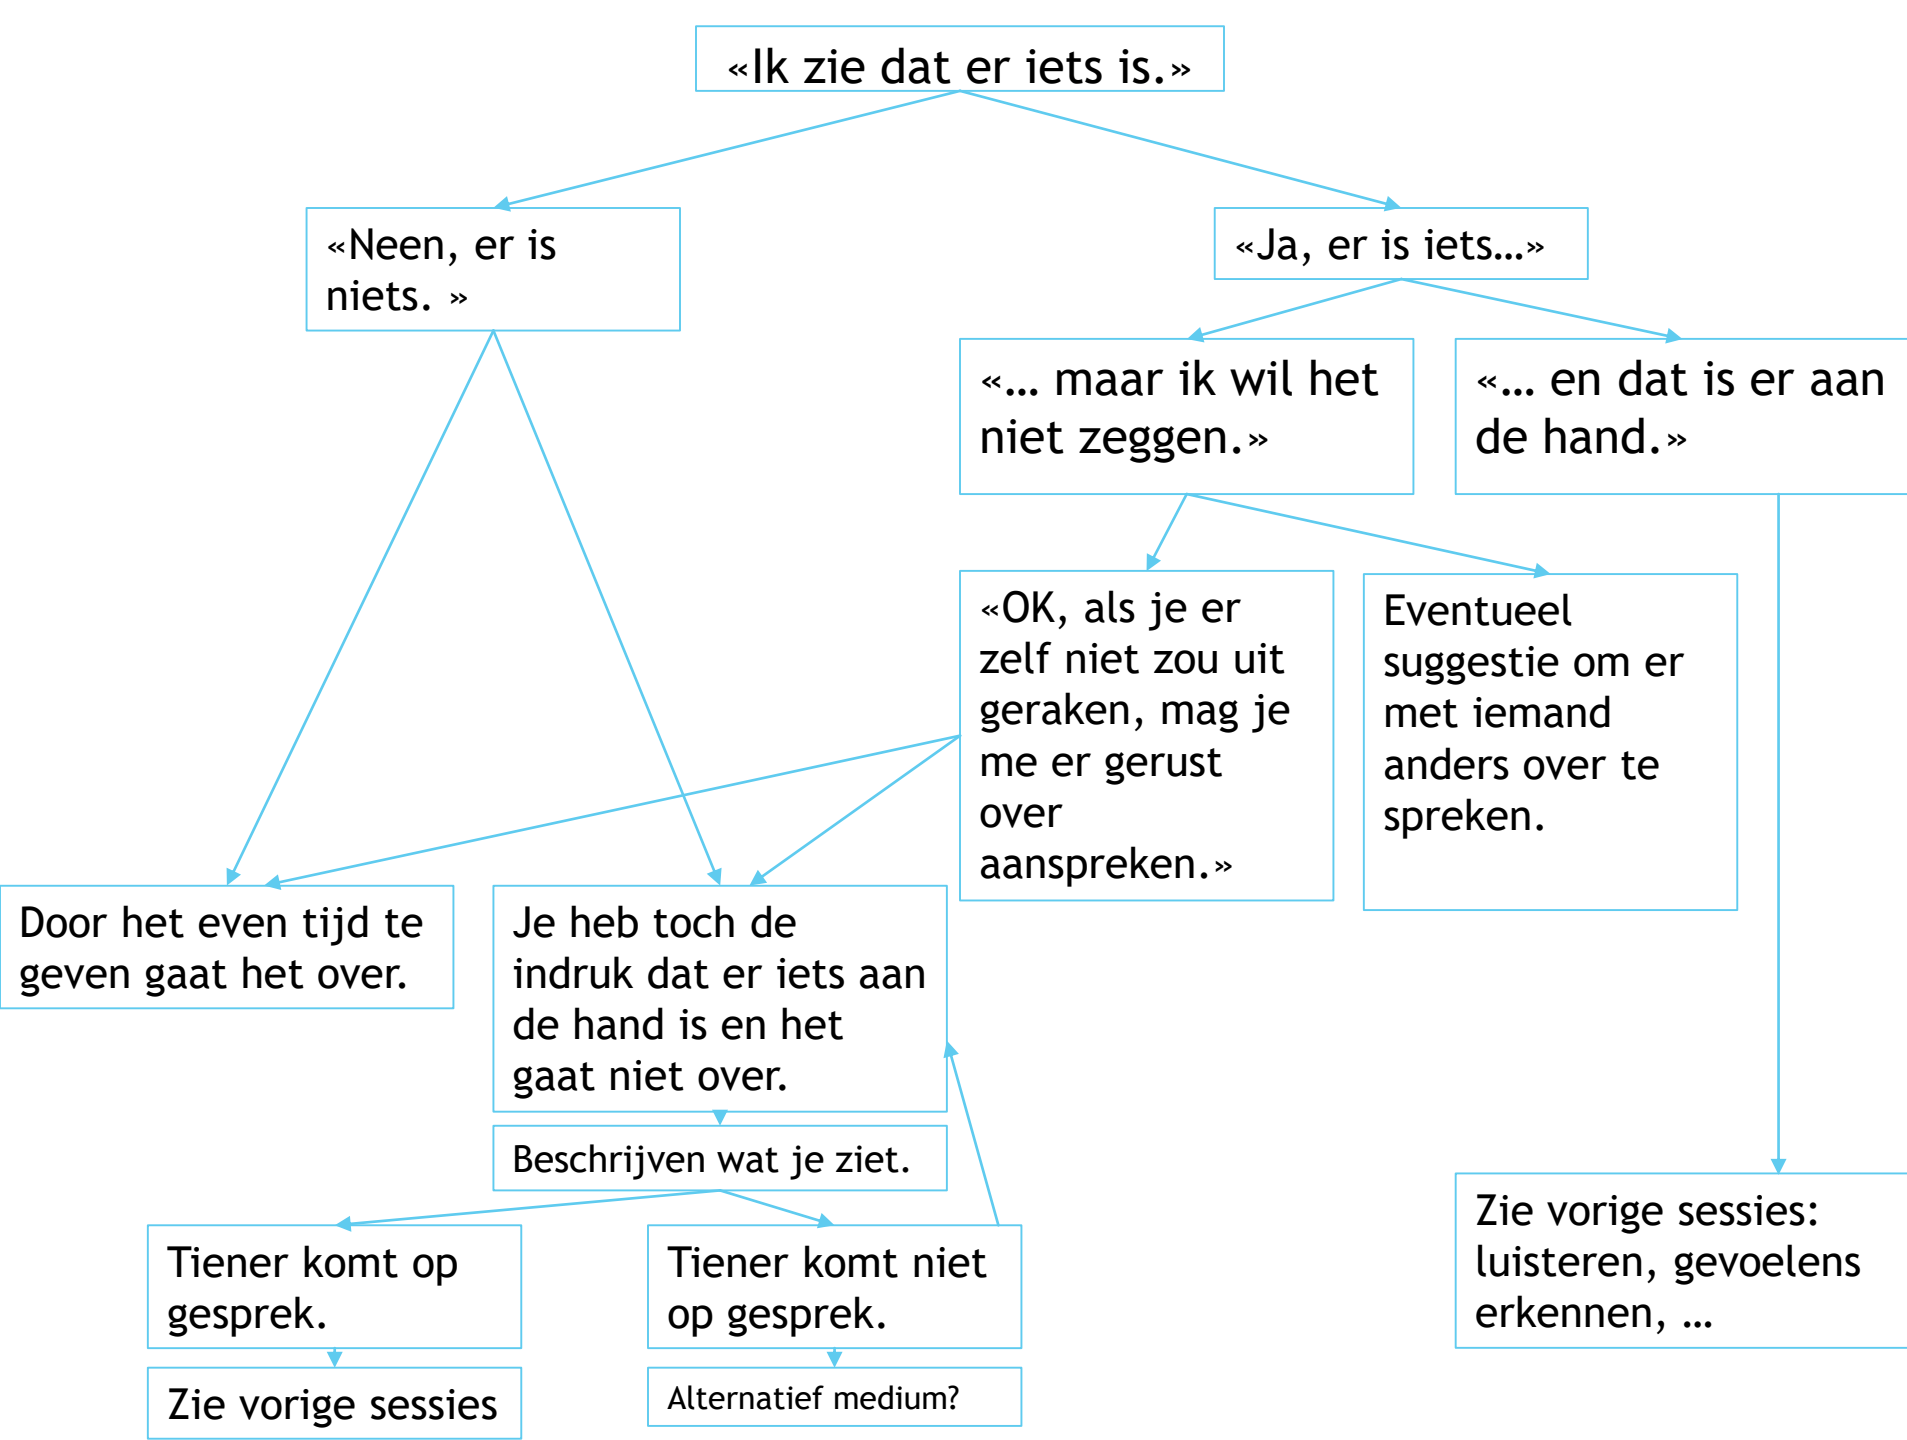 «Ik zie dat er iets is.»
«Neen, er is
niets. »
«Ja, er is iets…»
«… maar ik wil het
niet zeggen.»
«… en dat is er aan
de hand.»
«OK, als je er
zelf niet zou uit
geraken, mag je
me er gerust
over
aanspreken.»
Eventueel
suggestie om er
met iemand
anders over te
spreken.
Door het even tijd te
geven gaat het over.
Je heb toch de
indruk dat er iets aan
de hand is en het
gaat niet over.
Beschrijven wat je ziet.
Tiener komt op
gesprek.
Tiener komt niet
op gesprek.
Zie vorige sessies:
luisteren, gevoelens
erkennen, …
Zie vorige sessies
Alternatief medium?